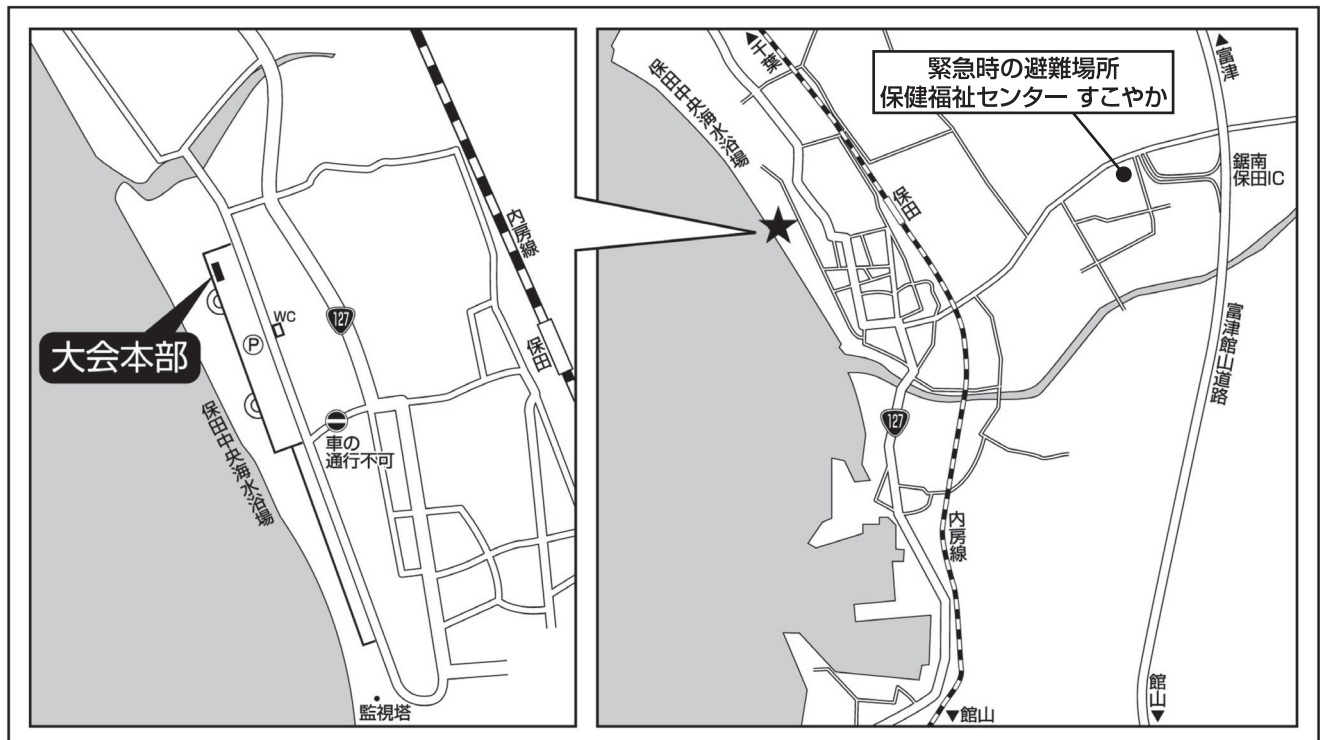 内房線
127
WC
P
大会本部
保田
車の
通行不可
保田中央海水浴場
監視塔
▲千葉
保田中央海水浴場
緊急時の避難場所
保健福祉センター すこやか
▲富津
鋸南
保田IC
保田
富津館山道路
127
内房線
▼館山
館山▼